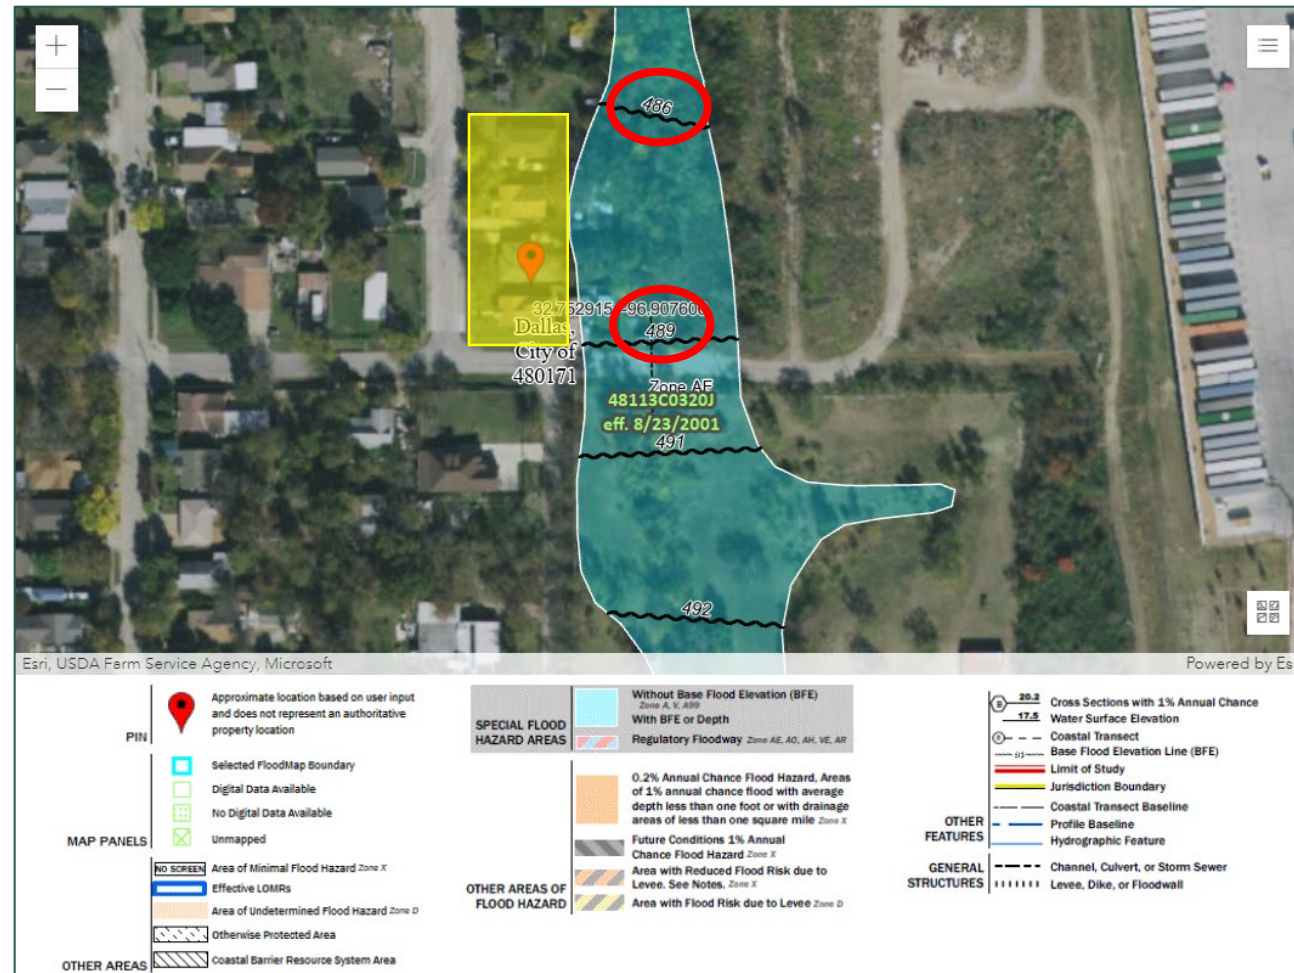 486
32.752915, -96.907600
489
Dallas,
City of
480171
Zone AE
48113C0320J
eff. 8/23/2001
491
492
Esri, USDA Farm Service Agency, Microsoft
Powered by Es
PIN
Approximate location based on user input
and does not represent an authoritative
property location
MAP PANELS
Selected FloodMap Boundary
Digital Data Available
No Digital Data Available
Unmapped
OTHER AREAS
NO SCREEN Area of Minimal Flood Hazard Zone X
Effective LOMRs
Area of Undetermined Flood Hazard Zone D
Otherwise Protected Area
Coastal Barrier Resource System Area
SPECIAL FLOOD
HAZARD AREAS
Without Base Flood Elevation (BFE)
Zone A, V, A99
With BFE or Depth
Regulatory Floodway Zone AE, AO, AH, VE, AR
OTHER AREAS OF
FLOOD HAZARD
0.2% Annual Chance Flood Hazard, Areas
of 1% annual chance flood with average
depth less than one foot or with drainage
areas of less than one square mile Zone X
Future Conditions 1% Annual
Chance Flood Hazard Zone X
Area with Reduced Flood Risk due to
Levee. See Notes. Zone X
Area with Flood Risk due to Levee Zone D
OTHER
FEATURES
B 20.2 Cross Sections with 1% Annual Chance
17.5 Water Surface Elevation
Coastal Transect
Base Flood Elevation Line (BFE)
Limit of Study
Jurisdiction Boundary
Coastal Transect Baseline
Profile Baseline
Hydrographic Feature
GENERAL
STRUCTURES
Channel, Culvert, or Storm Sewer
Levee, Dike, or Floodwall